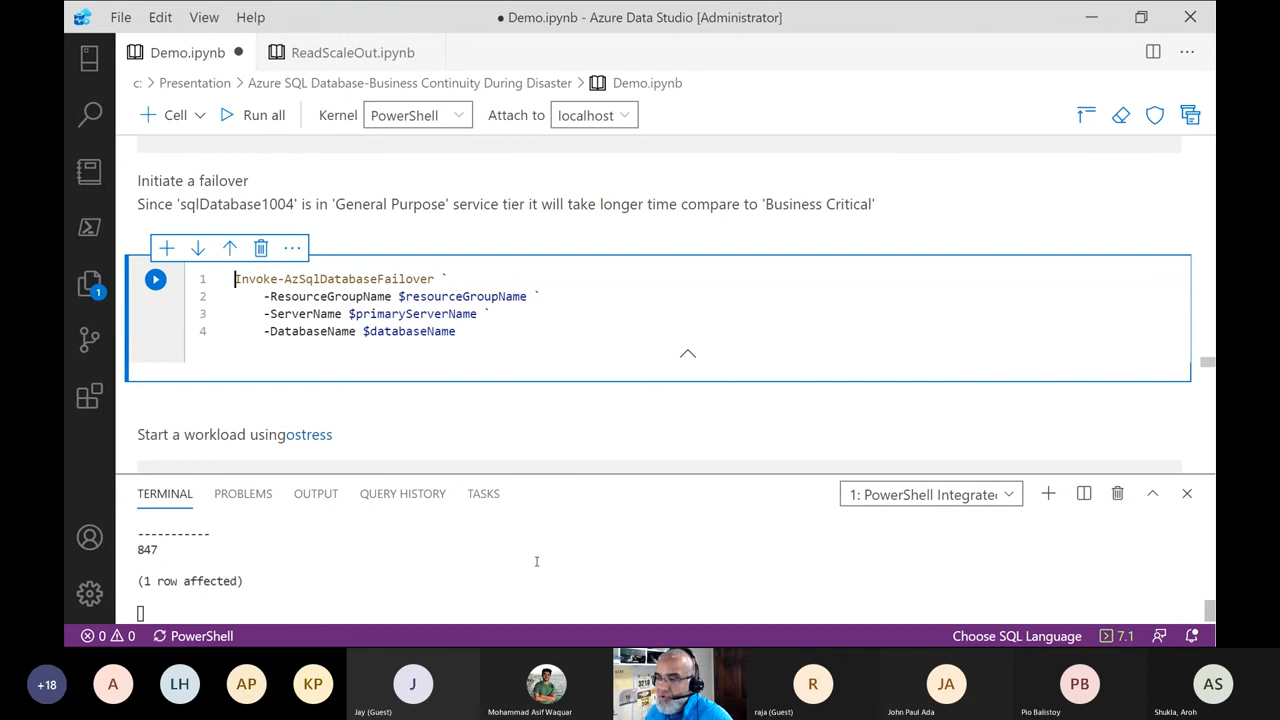 File Edit View Help ● Demo.ipynb - Azure Data Studio [Administrator]
Demo.ipynb ● ReadScaleOut.ipynb
c: > Presentation > Azure SQL Database-Business Continuity During Disaster > Demo.ipynb
+ Cell Run all Kernel PowerShell Attach to localhost
Initiate a failover
Since 'sqlDatabase1004' is in 'General Purpose' service tier it will take longer time compare to 'Business Critical'
1 Invoke-AzSqlDatabaseFailover `
2 -ResourceGroupName $resourceGroupName `
3 -ServerName $primaryServerName `
4 -DatabaseName $databaseName
1
Start a workload usingostress
TERMINAL PROBLEMS OUTPUT QUERY HISTORY TASKS 1: PowerShell Integrate
-----------
847
(1 row affected)
0 0 PowerShell Choose SQL Language 7.1
+18 A LH AP KP J R JA PB AS
Jay (Guest) Mohammad Asif Waquar raja (Guest) John Paul Ada Pio Balistoy Shukla, Aroh